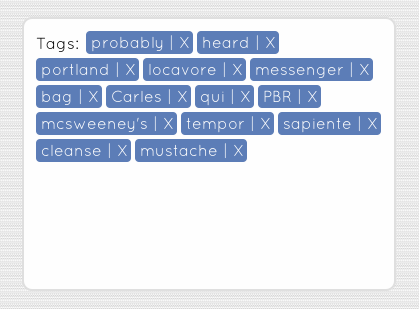 Tags: probably | X heard | X
portland | X locavore | X messenger | X
bag | X Carles | X qui | X PBR | X
mcsweeney's | X tempor | X sapiente | X
cleanse | X mustache | X